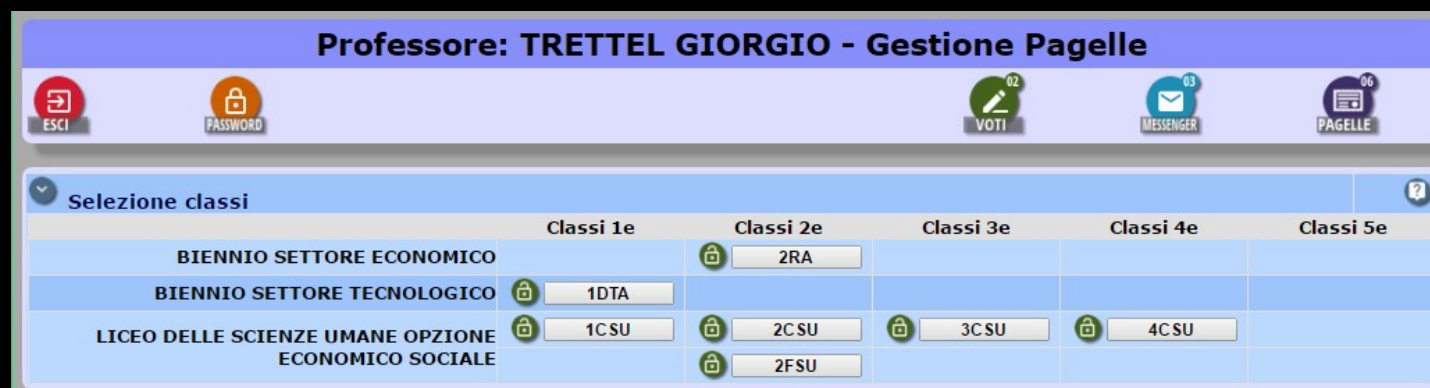 Professore: TRETTEL GIORGIO - Gestione Pagelle
ESCI PASSWORD 02 VOTI 03 MESSENGER 06 PAGELLE
Selezione classi ?
Classi 1e Classi 2e Classi 3e Classi 4e Classi 5e
BIENNIO SETTORE ECONOMICO 2RA
BIENNIO SETTORE TECNOLOGICO 1DTA
LICEO DELLE SCIENZE UMANE OPZIONE 1CSU 2CSU 3CSU 4CSU
ECONOMICO SOCIALE 2FSU